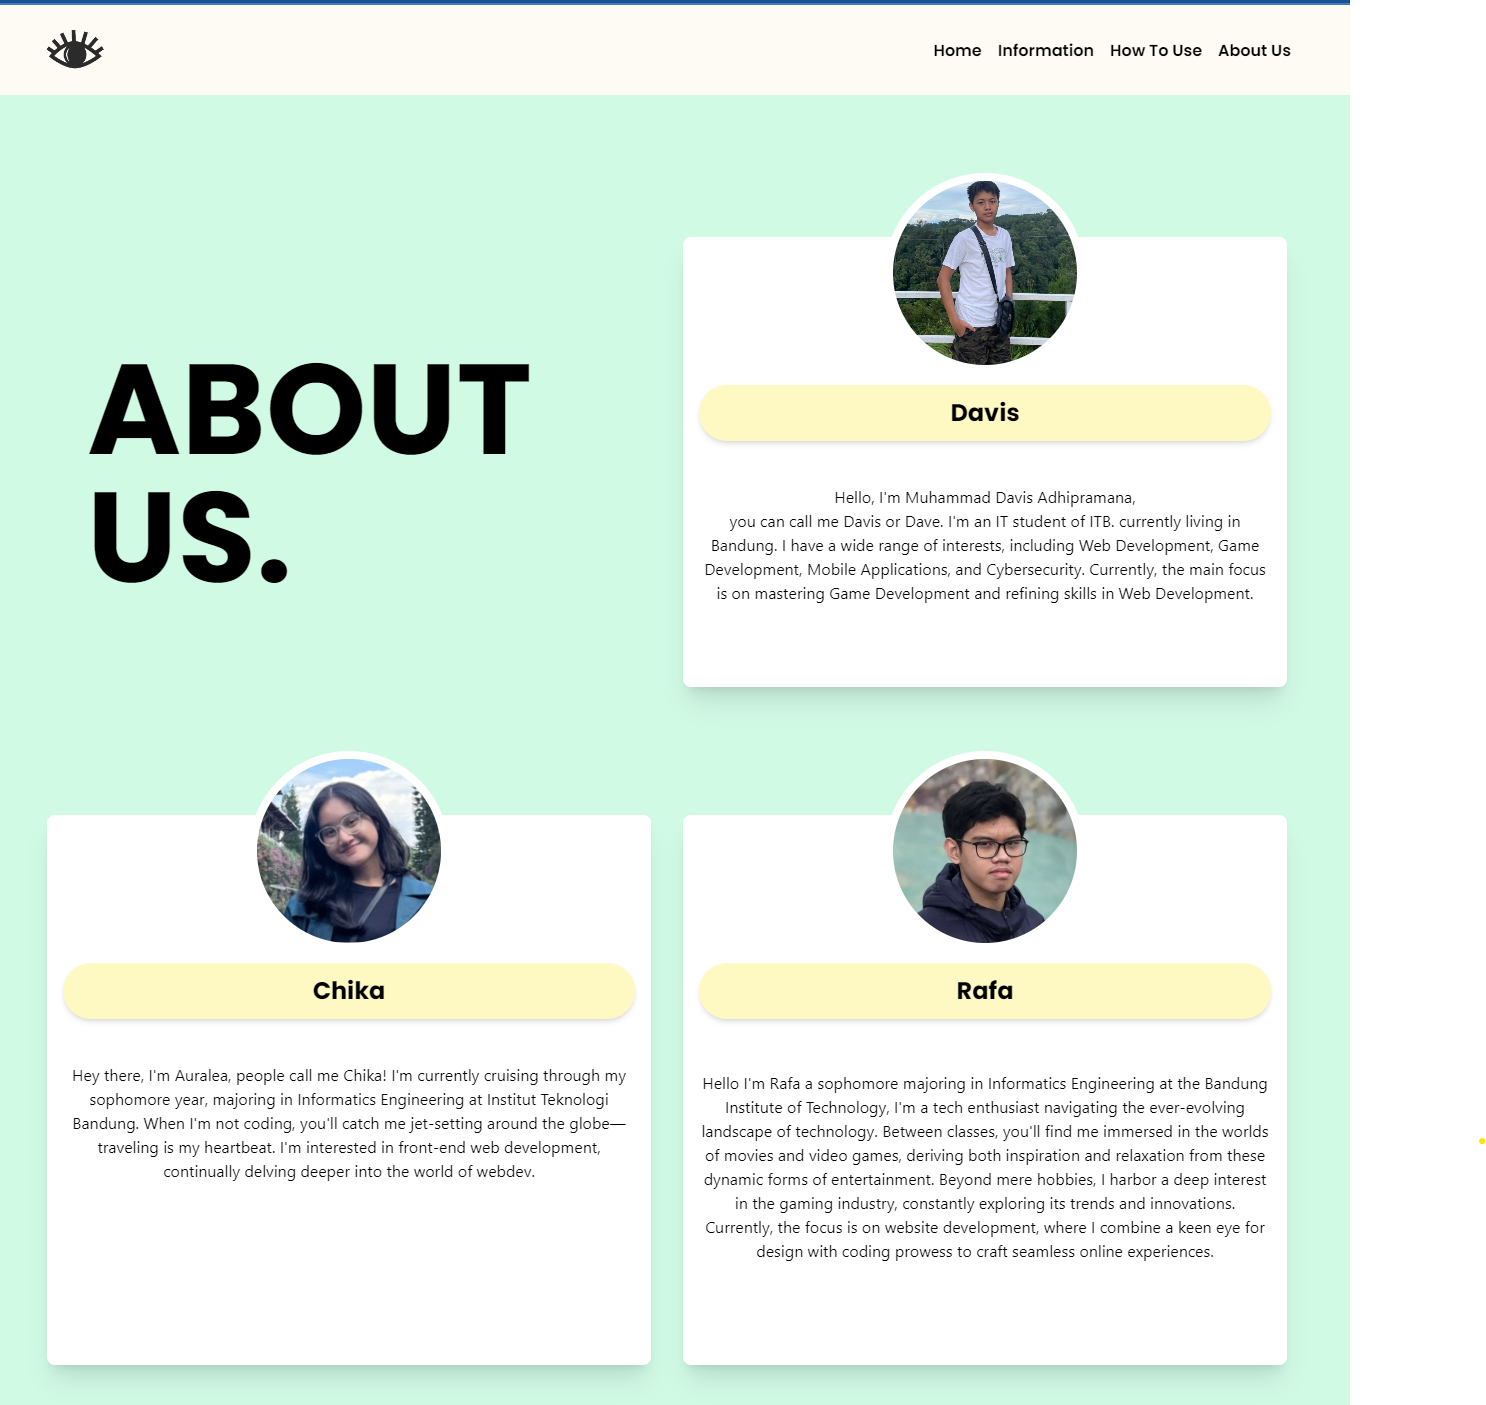 Home Information How To Use About Us
ABOUT
US.
Davis
Hello, I'm Muhammad Davis Adhipramana,
you can call me Davis or Dave. I'm an IT student of ITB. currently living in
Bandung. I have a wide range of interests, including Web Development, Game
Development, Mobile Applications, and Cybersecurity. Currently, the main focus
is on mastering Game Development and refining skills in Web Development.
Chika
Hey there, I'm Auralea, people call me Chika! I'm currently cruising through my
sophomore year, majoring in Informatics Engineering at Institut Teknologi
Bandung. When I'm not coding, you'll catch me jet-setting around the globe—
traveling is my heartbeat. I'm interested in front-end web development,
continually delving deeper into the world of webdev.
Rafa
Hello I'm Rafa a sophomore majoring in Informatics Engineering at the Bandung
Institute of Technology, I'm a tech enthusiast navigating the ever-evolving
landscape of technology. Between classes, you'll find me immersed in the worlds
of movies and video games, deriving both inspiration and relaxation from these
dynamic forms of entertainment. Beyond mere hobbies, I harbor a deep interest
in the gaming industry, constantly exploring its trends and innovations.
Currently, the focus is on website development, where I combine a keen eye for
design with coding prowess to craft seamless online experiences.